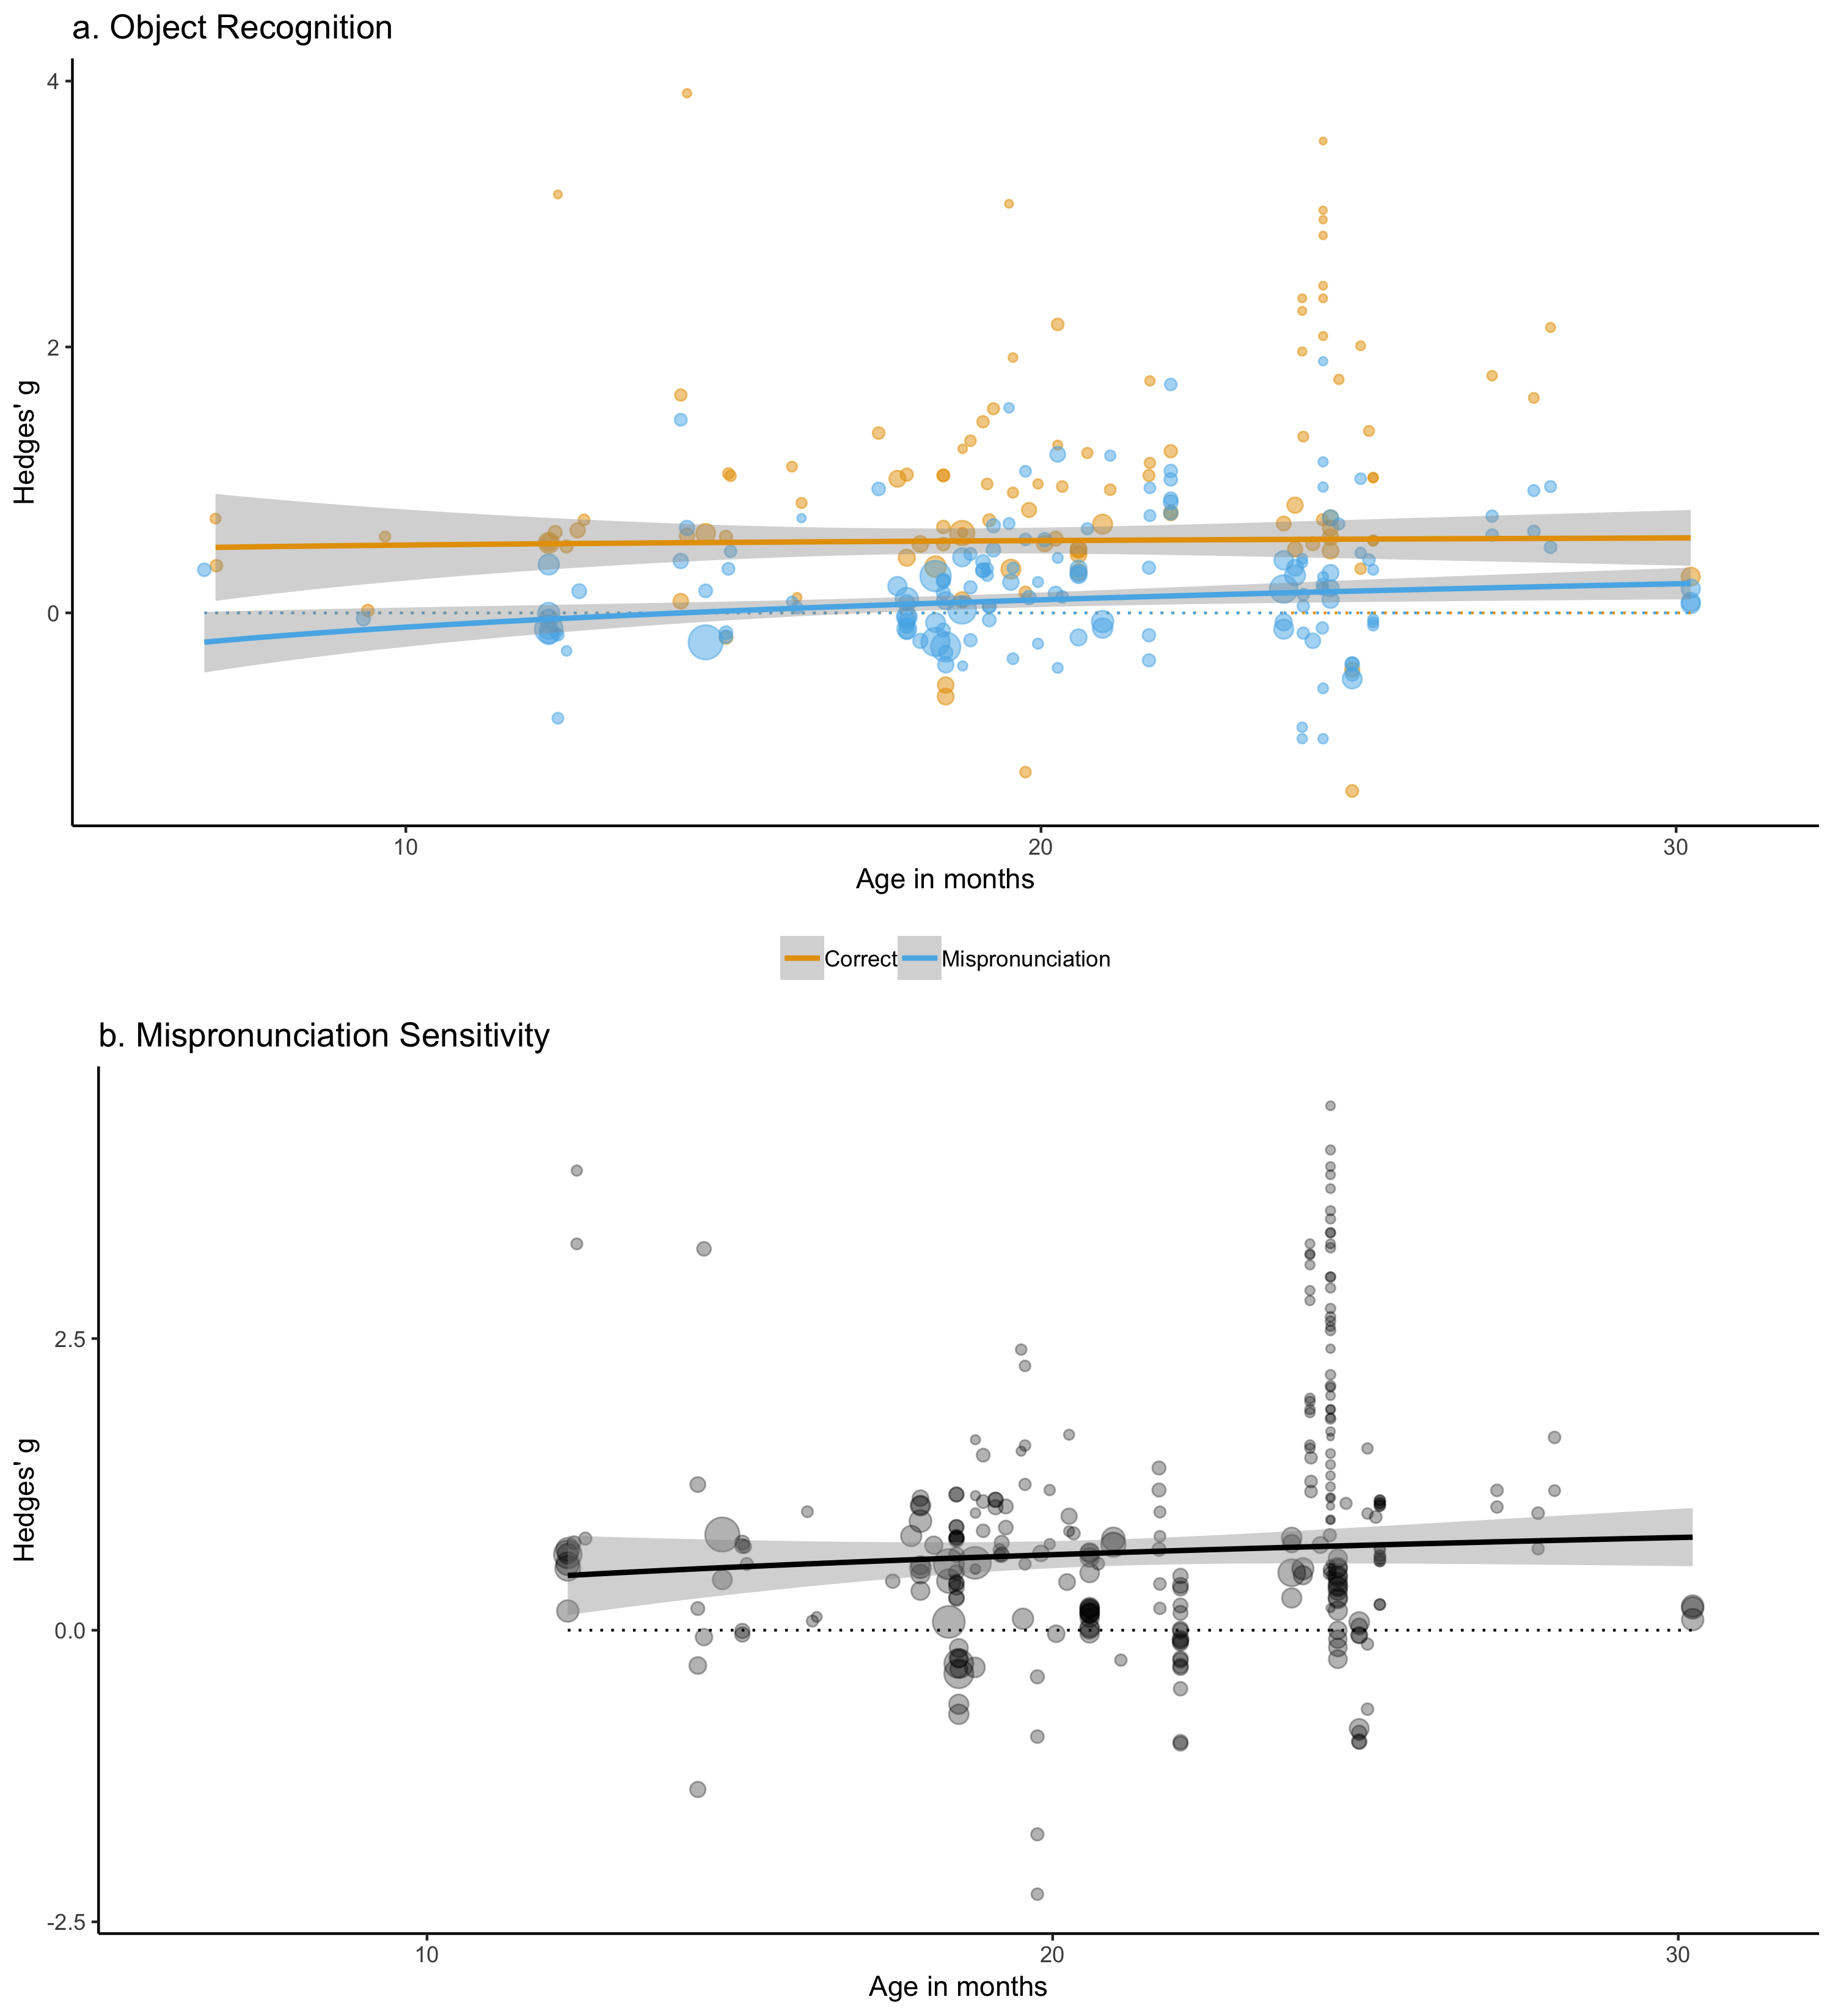 a. Object Recognition
4
2
0
Hedges' g
10
20
30
Age in months
Correct
Mispronunciation
b. Mispronunciation Sensitivity
2.5
0.0
-2.5
Hedges' g
10
20
30
Age in months